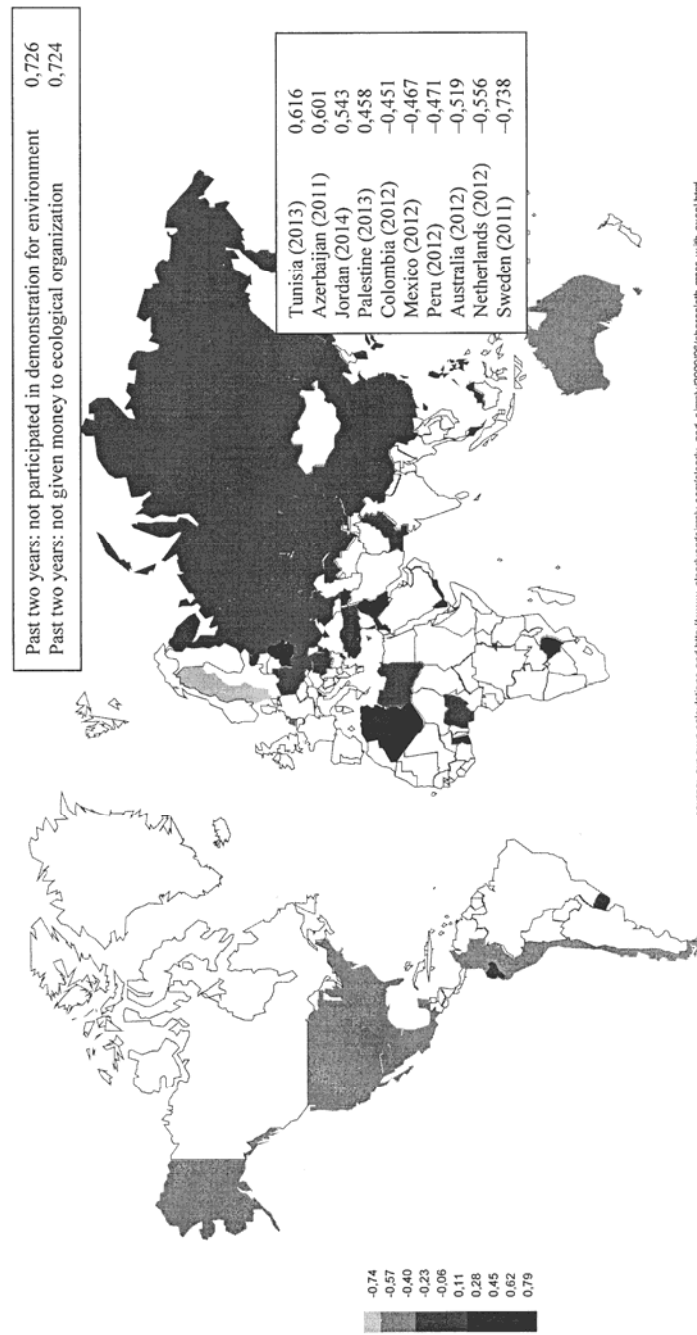 Past two years: not participated in demonstration for environment 0,726
Past two years: not given money to ecological organization 0,724
Tunisia (2013) 0,616
Azerbaijan (2011) 0,601
Jordan (2014) 0,543
Palestine (2013) 0,458
Colombia (2012) −0,451
Mexico (2012) −0,467
Peru (2012) −0,471
Australia (2012) −0,519
Netherlands (2012) −0,556
Sweden (2011) −0,738
-0,74
-0,57
-0,40
-0,23
-0,06
0,11
0,28
0,45
0,62
0,79